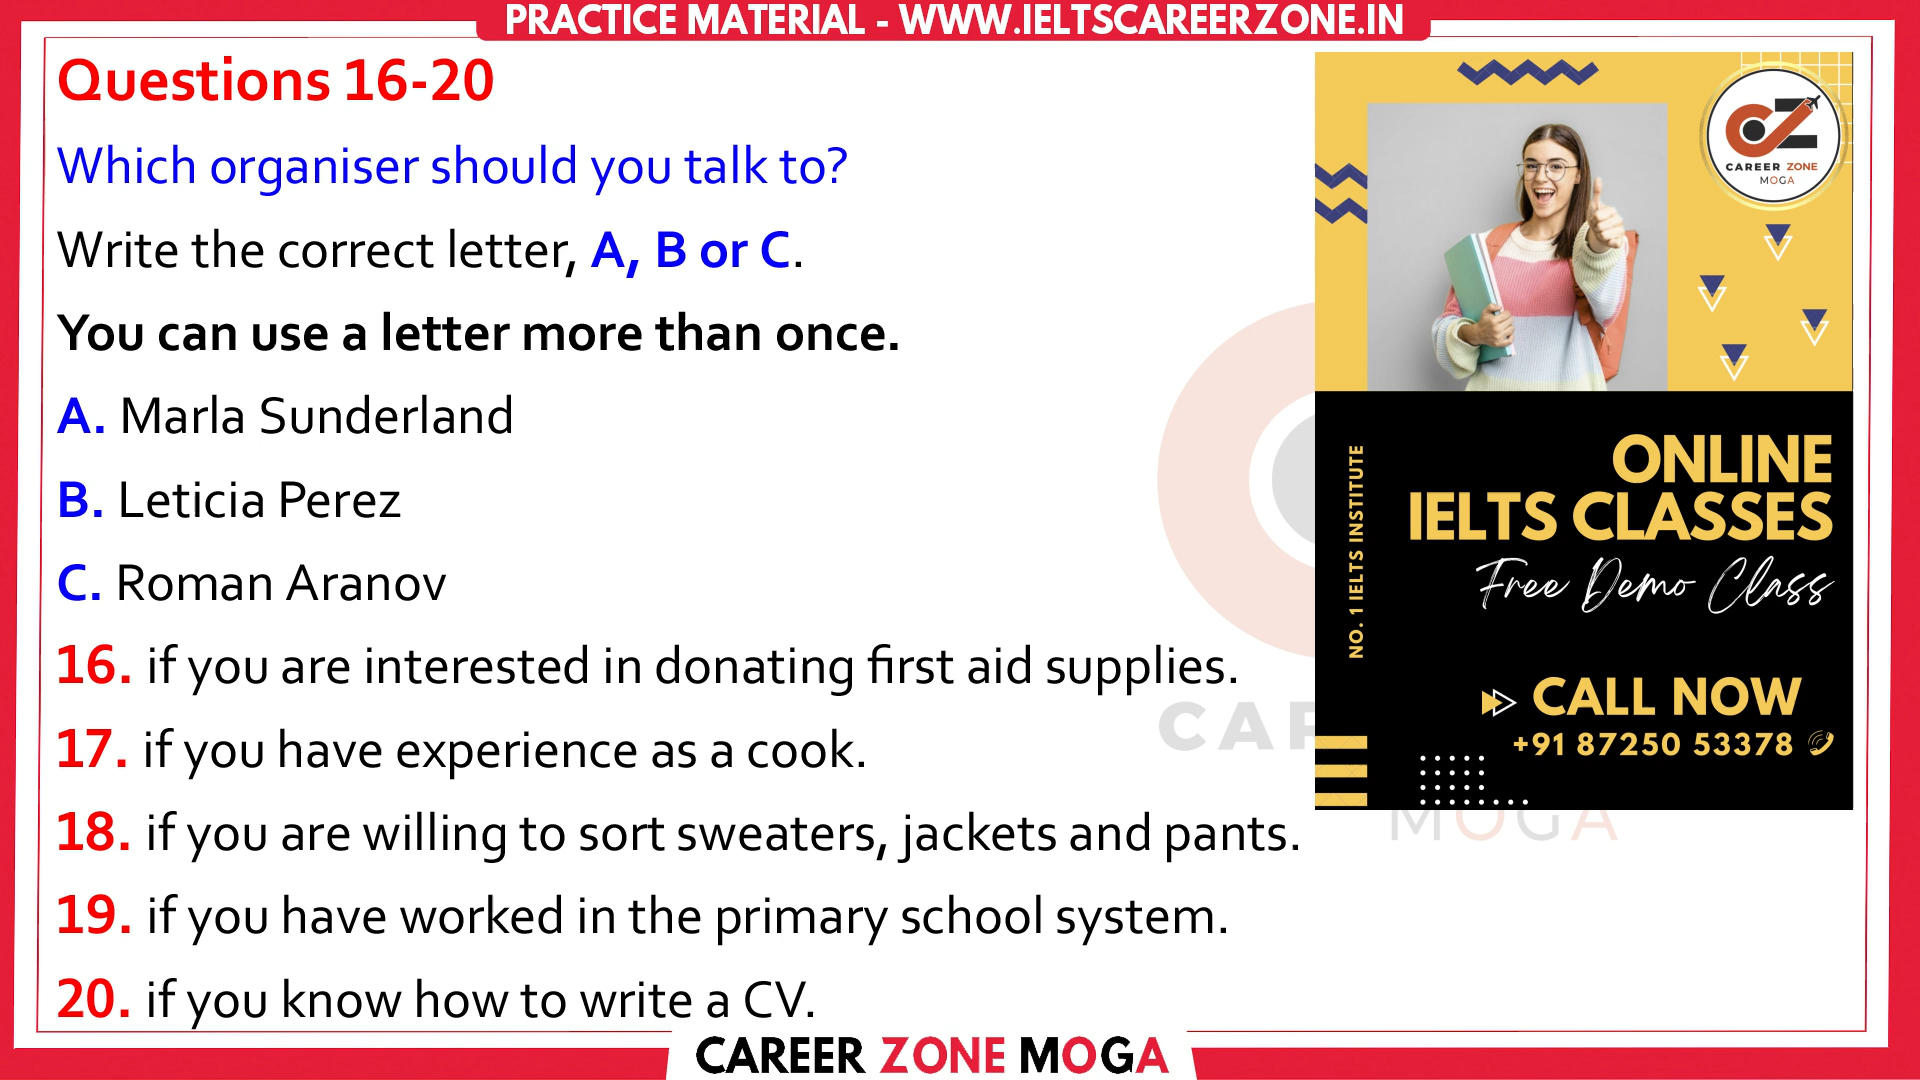 PRACTICE MATERIAL - WWW.IELTSCAREERZONE.IN
Questions 16-20
Which organiser should you talk to?
Write the correct letter, A, B or C.
You can use a letter more than once.
A. Marla Sunderland
B. Leticia Perez
C. Roman Aranov
16. if you are interested in donating first aid supplies.
17. if you have experience as a cook.
18. if you are willing to sort sweaters, jackets and pants.
19. if you have worked in the primary school system.
20. if you know how to write a CV.
CAREER ZONE
MOGA
NO. 1 IELTS INSTITUTE
ONLINE
IELTS CLASSES
Free Demo Class
CALL NOW
+91 87250 53378
CAR
MOGA
CAREER ZONE MOGA